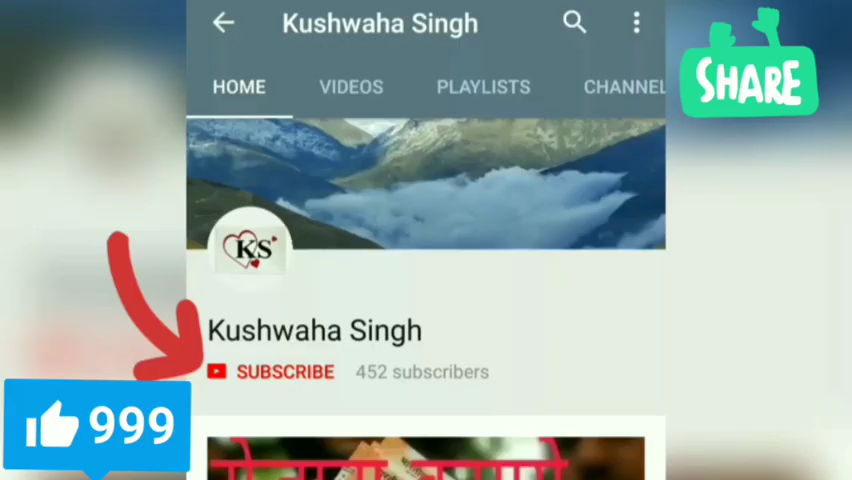 Kushwaha Singh
SHARE
HOME VIDEOS PLAYLISTS CHANNEL
KS
Kushwaha Singh
SUBSCRIBE 452 subscribers
999